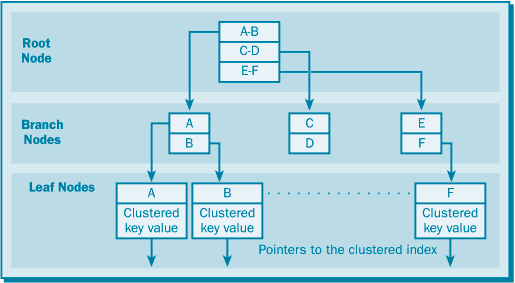 Root
Node
A-B
C-D
E-F
Branch
Nodes
A
B
C
D
E
F
Leaf Nodes
A
Clustered
key value
B
Clustered
key value
F
Clustered
key value
Pointers to the clustered index